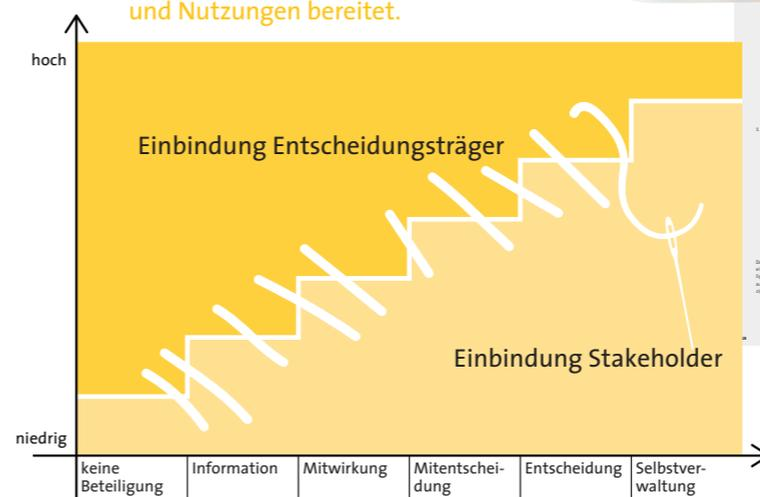 und Nutzungen bereitet.
hoch
Einbindung Entscheidungsträger
Einbindung Stakeholder
niedrig
keine
Beteiligung
Information
Mitwirkung
Mitentschei-
dung
Entscheidung
Selbstver-
waltung